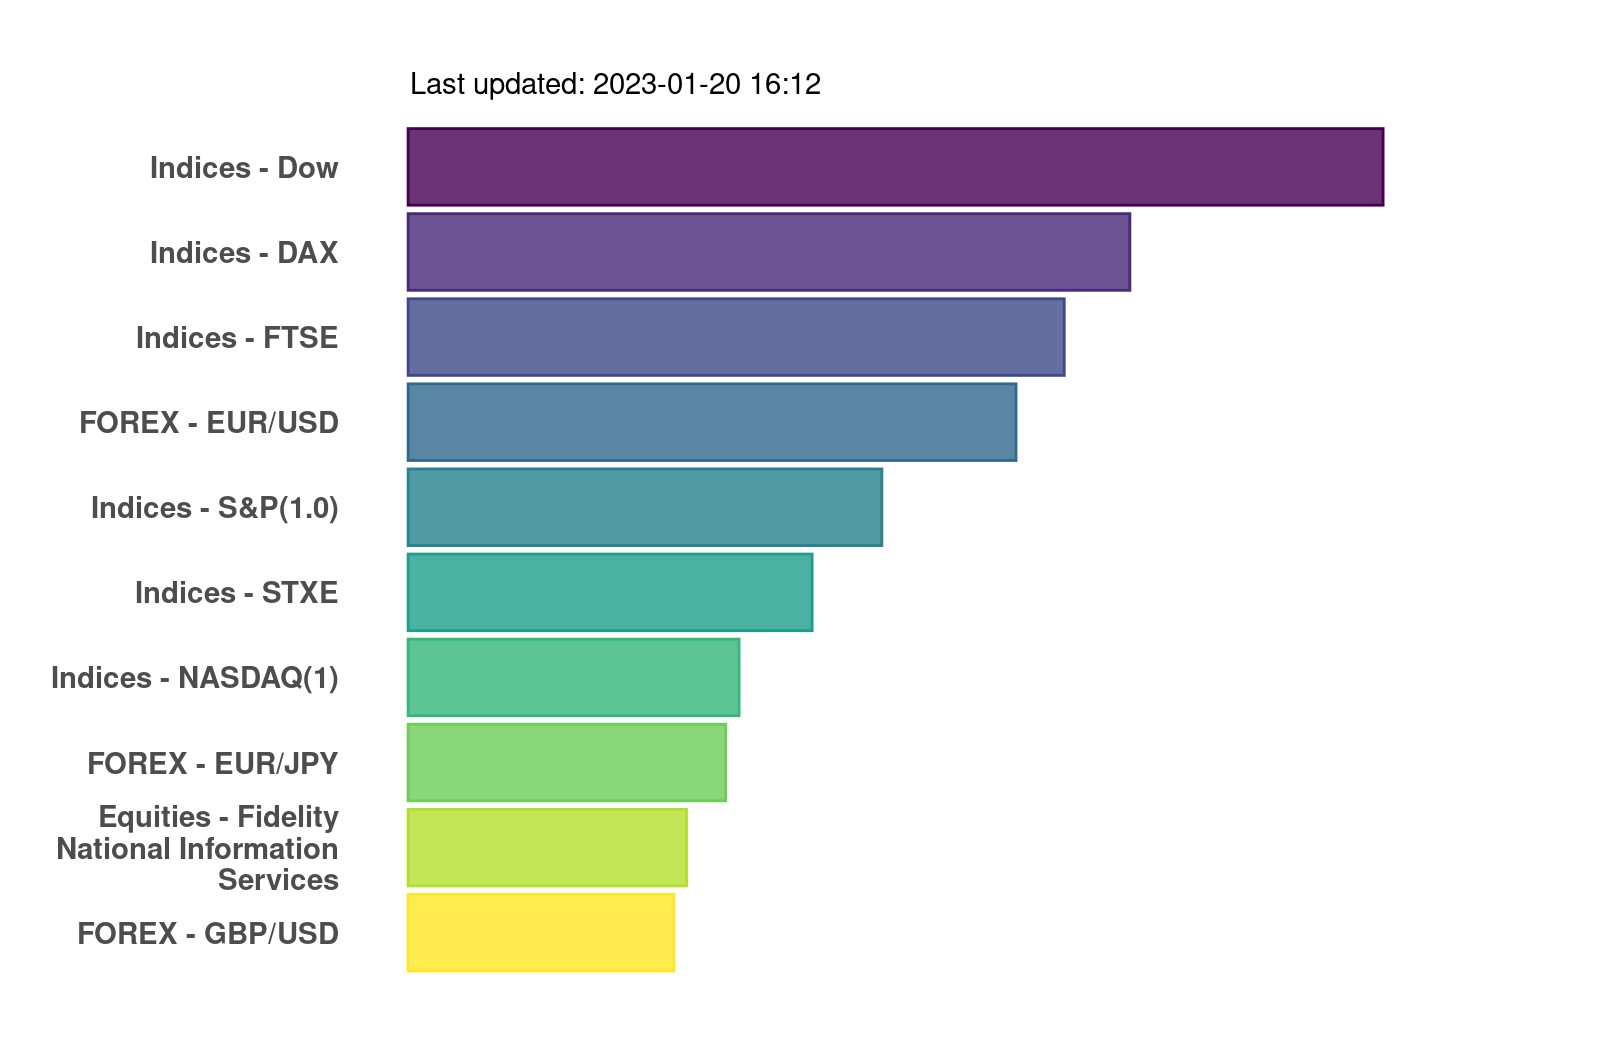 Last updated: 2023-01-20 16:12
Indices - Dow
Indices - DAX
Indices - FTSE
FOREX - EUR/USD
Indices - S&P(1.0)
Indices - STXE
Indices - NASDAQ(1)
FOREX - EUR/JPY
Equities - Fidelity
National Information
Services
FOREX - GBP/USD